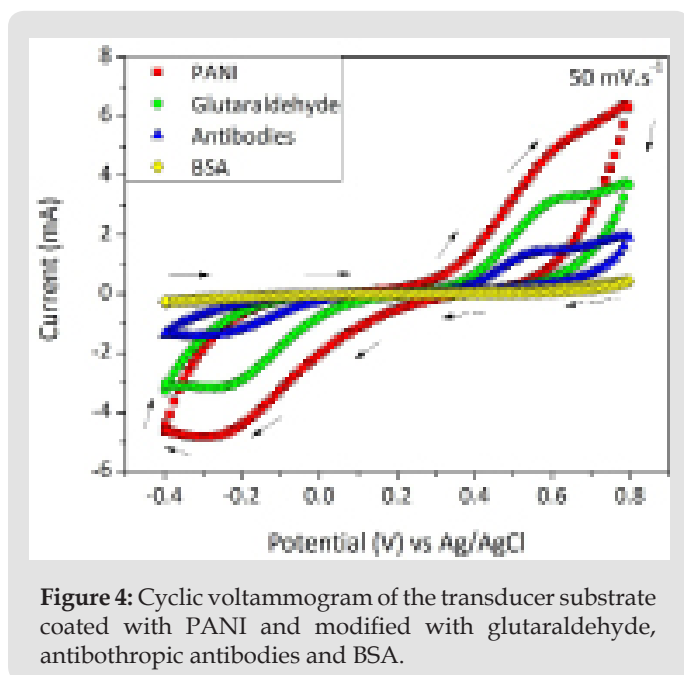 8
6
4
2
0
-2
-4
-6
Current (mA)
PANI
Glutaraldehyde
Antibodies
BSA
50 mV.s⁻¹
-0.4 -0.2 0.0 0.2 0.4 0.6 0.8
Potential (V) vs Ag/AgCl
Figure 4: Cyclic voltammogram of the transducer substrate
coated with PANI and modified with glutaraldehyde,
antibothropic antibodies and BSA.